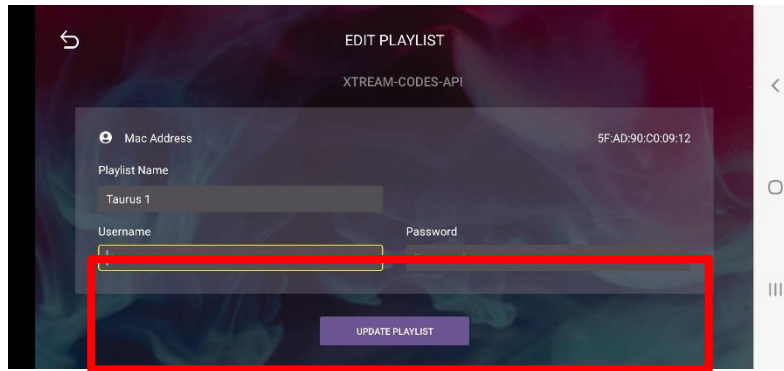 EDIT PLAYLIST
XTREAM-CODES-API
Mac Address 5F:AD:90:C0:09:12
Playlist Name
Taurus 1
Username Password
UPDATE PLAYLIST